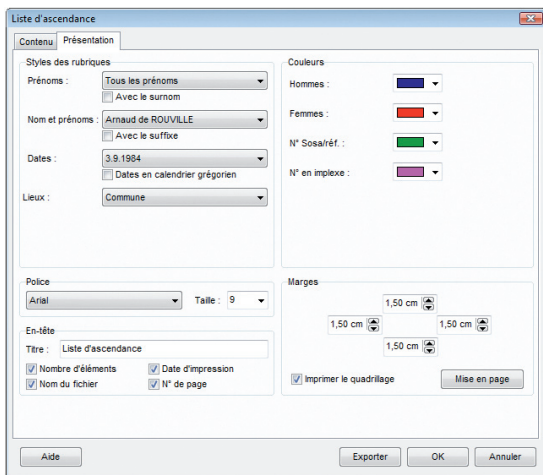 Liste d'ascendance
Contenu Présentation
Styles des rubriques
Prénoms : Tous les prénoms
Avec le surnom
Nom et prénoms : Arnaud de ROUVILLE
Avec le suffixe
Dates : 3.9.1984
Dates en calendrier grégorien
Lieux : Commune
Couleurs
Hommes :
Femmes :
N° Sosa/réf. :
N° en implexe :
Police
Arial Taille : 9
En-tête
Titre : Liste d'ascendance
Nombre d'éléments Date d'impression
Nom du fichier N° de page
Marges
1,50 cm
1,50 cm 1,50 cm
1,50 cm
Imprimer le quadrillage Mise en page
Aide Exporter OK Annuler